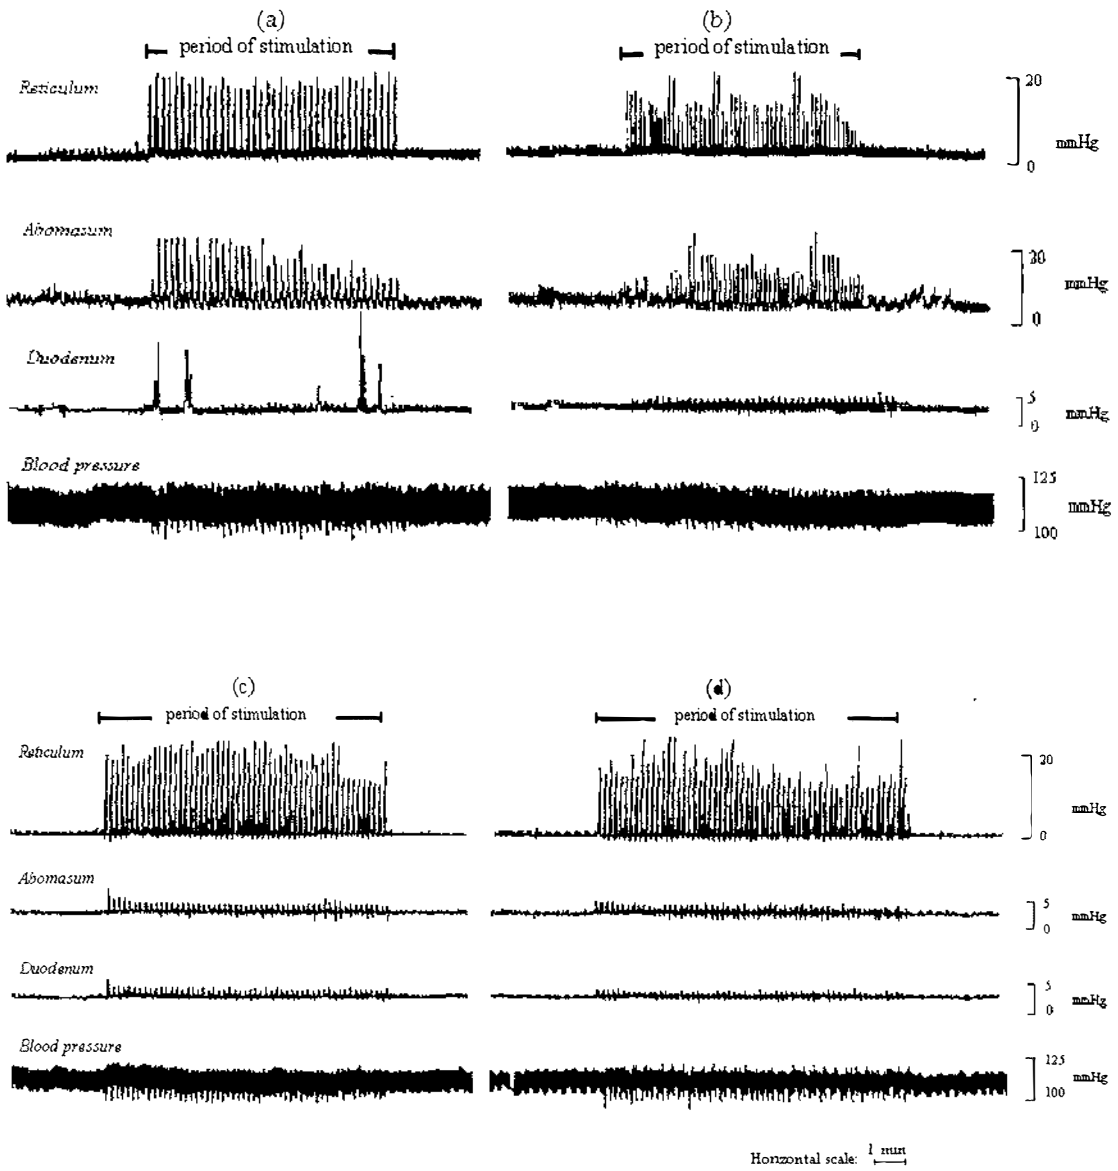 (a)
(b)
period of stimulation
period of stimulation
Reticulum
20
0
mmHg
Abomasum
20
0
mmHg
Duodenum
5
0
mmHg
Blood pressure
125
100
mmHg
(c)
(d)
period of stimulation
period of stimulation
Reticulum
20
0
mmHg
Abomasum
5
0
mmHg
Duodenum
5
0
mmHg
Blood pressure
125
100
mmHg
Horizontal scale: 1 min